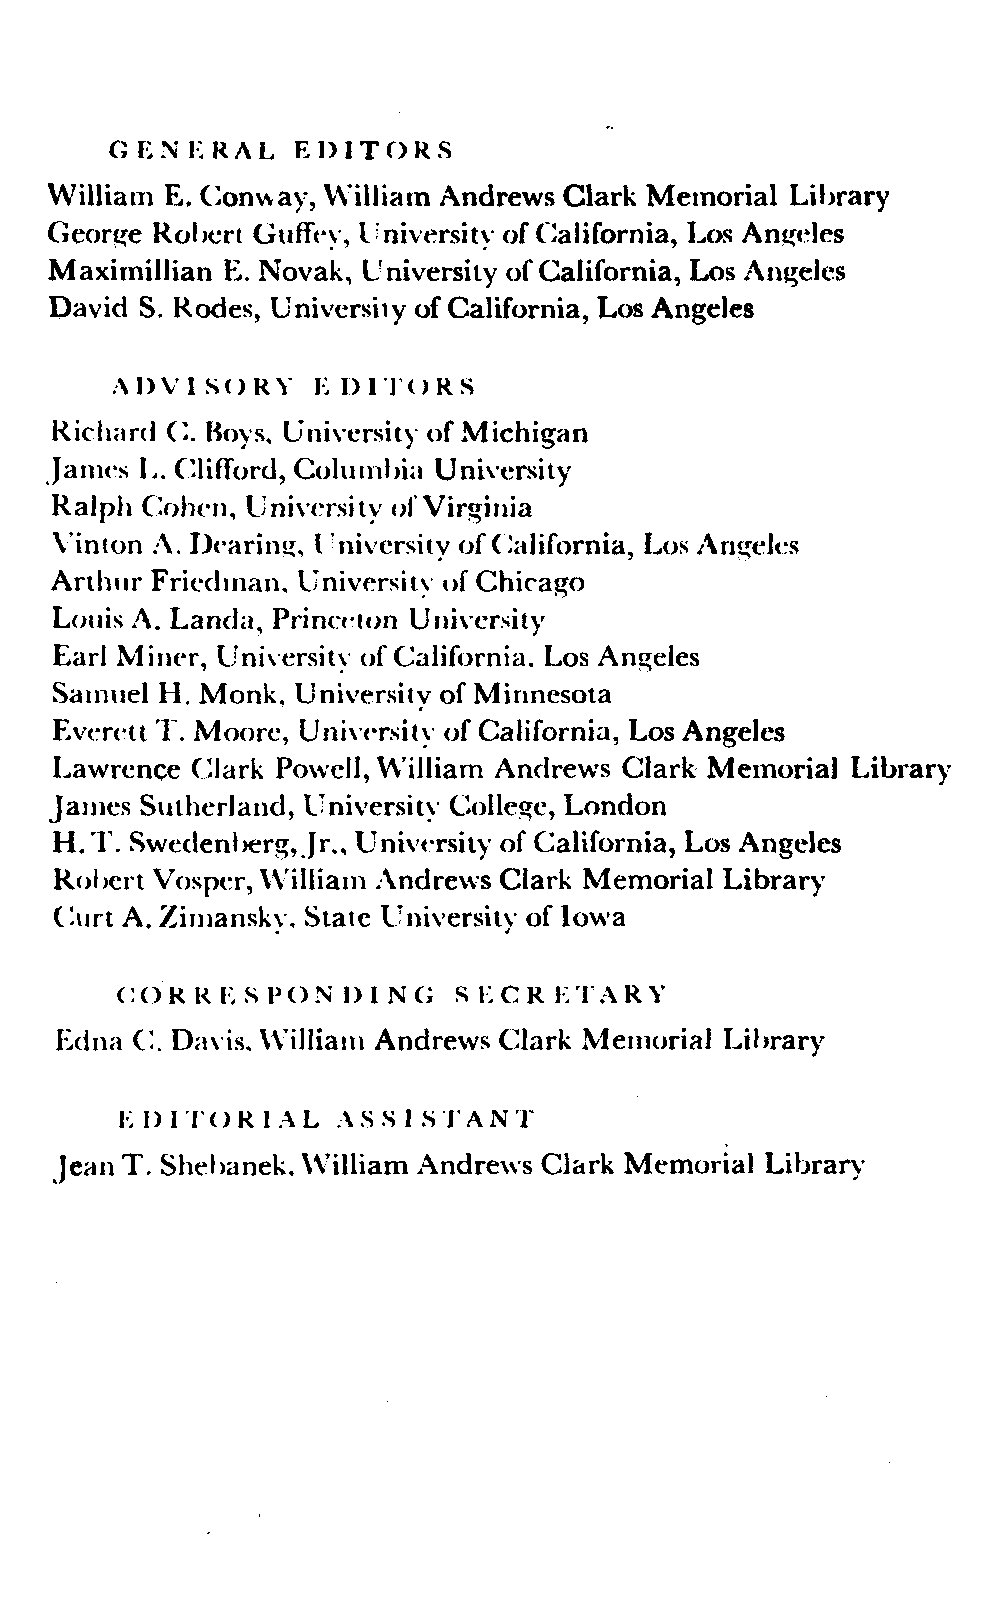 GENERAL EDITORS
William E. Conway, William Andrews Clark Memorial Library
George Robert Guffey, University of California, Los Angeles
Maximillian E. Novak, University of California, Los Angeles
David S. Rodes, University of California, Los Angeles
ADVISORY EDITORS
Richard C. Boys, University of Michigan
James L. Clifford, Columbia University
Ralph Cohen, University of Virginia
Vinton A. Dearing, University of California, Los Angeles
Arthur Friedman, University of Chicago
Louis A. Landa, Princeton University
Earl Miner, University of California, Los Angeles
Samuel H. Monk, University of Minnesota
Everett T. Moore, University of California, Los Angeles
Lawrence Clark Powell, William Andrews Clark Memorial Library
James Sutherland, University College, London
H. T. Swedenberg, Jr., University of California, Los Angeles
Robert Vosper, William Andrews Clark Memorial Library
Curt A. Zimansky, State University of Iowa
CORRESPONDING SECRETARY
Edna C. Davis, William Andrews Clark Memorial Library
EDITORIAL ASSISTANT
Jean T. Shebanek, William Andrews Clark Memorial Library